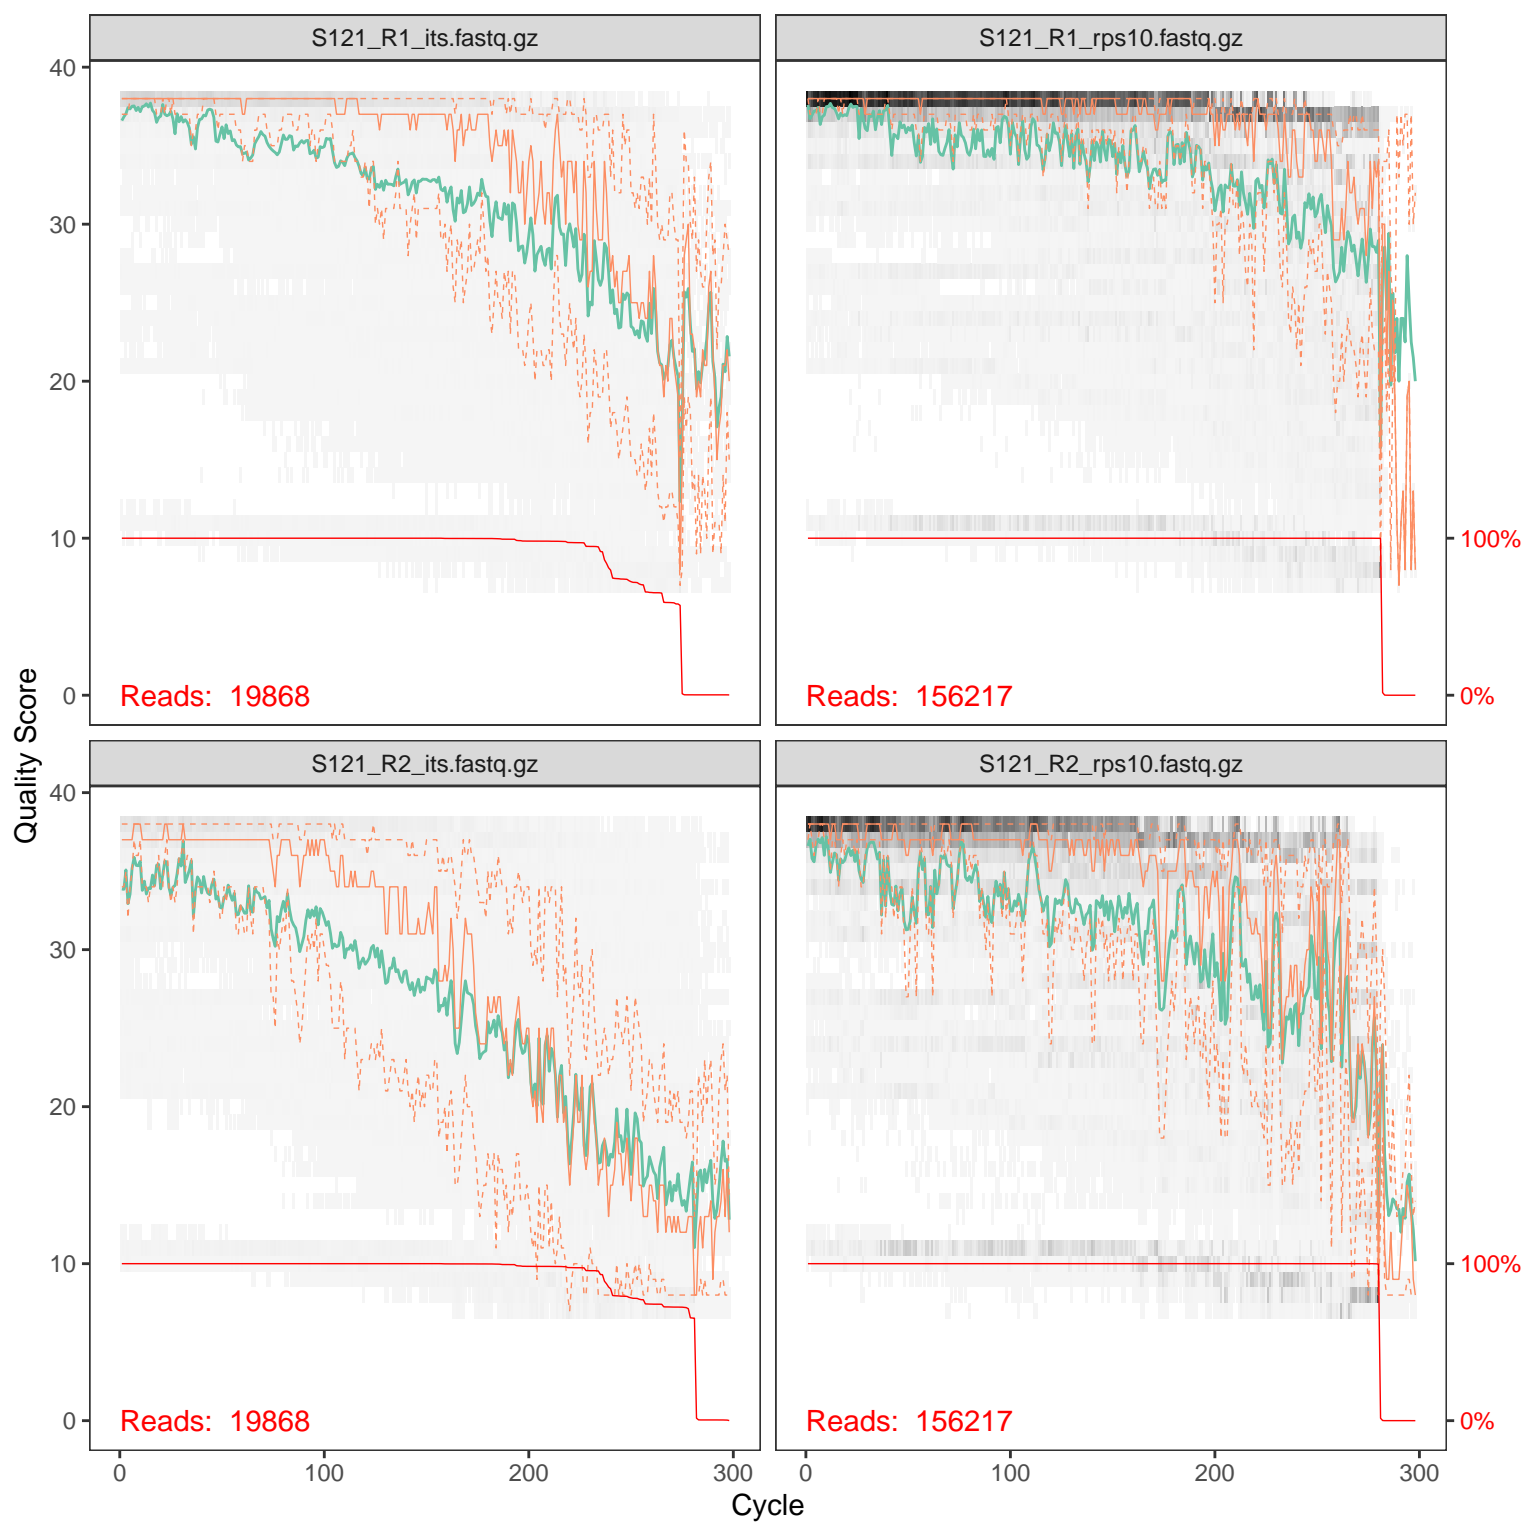 S121_R1_its.fastq.gz
S121_R1_rps10.fastq.gz
40
30
20
10
0
100%
0%
Reads: 19868
Reads: 156217
Quality Score
S121_R2_its.fastq.gz
S121_R2_rps10.fastq.gz
40
30
20
10
0
100%
0%
Reads: 19868
Reads: 156217
0
100
200
300
0
100
200
300
Cycle